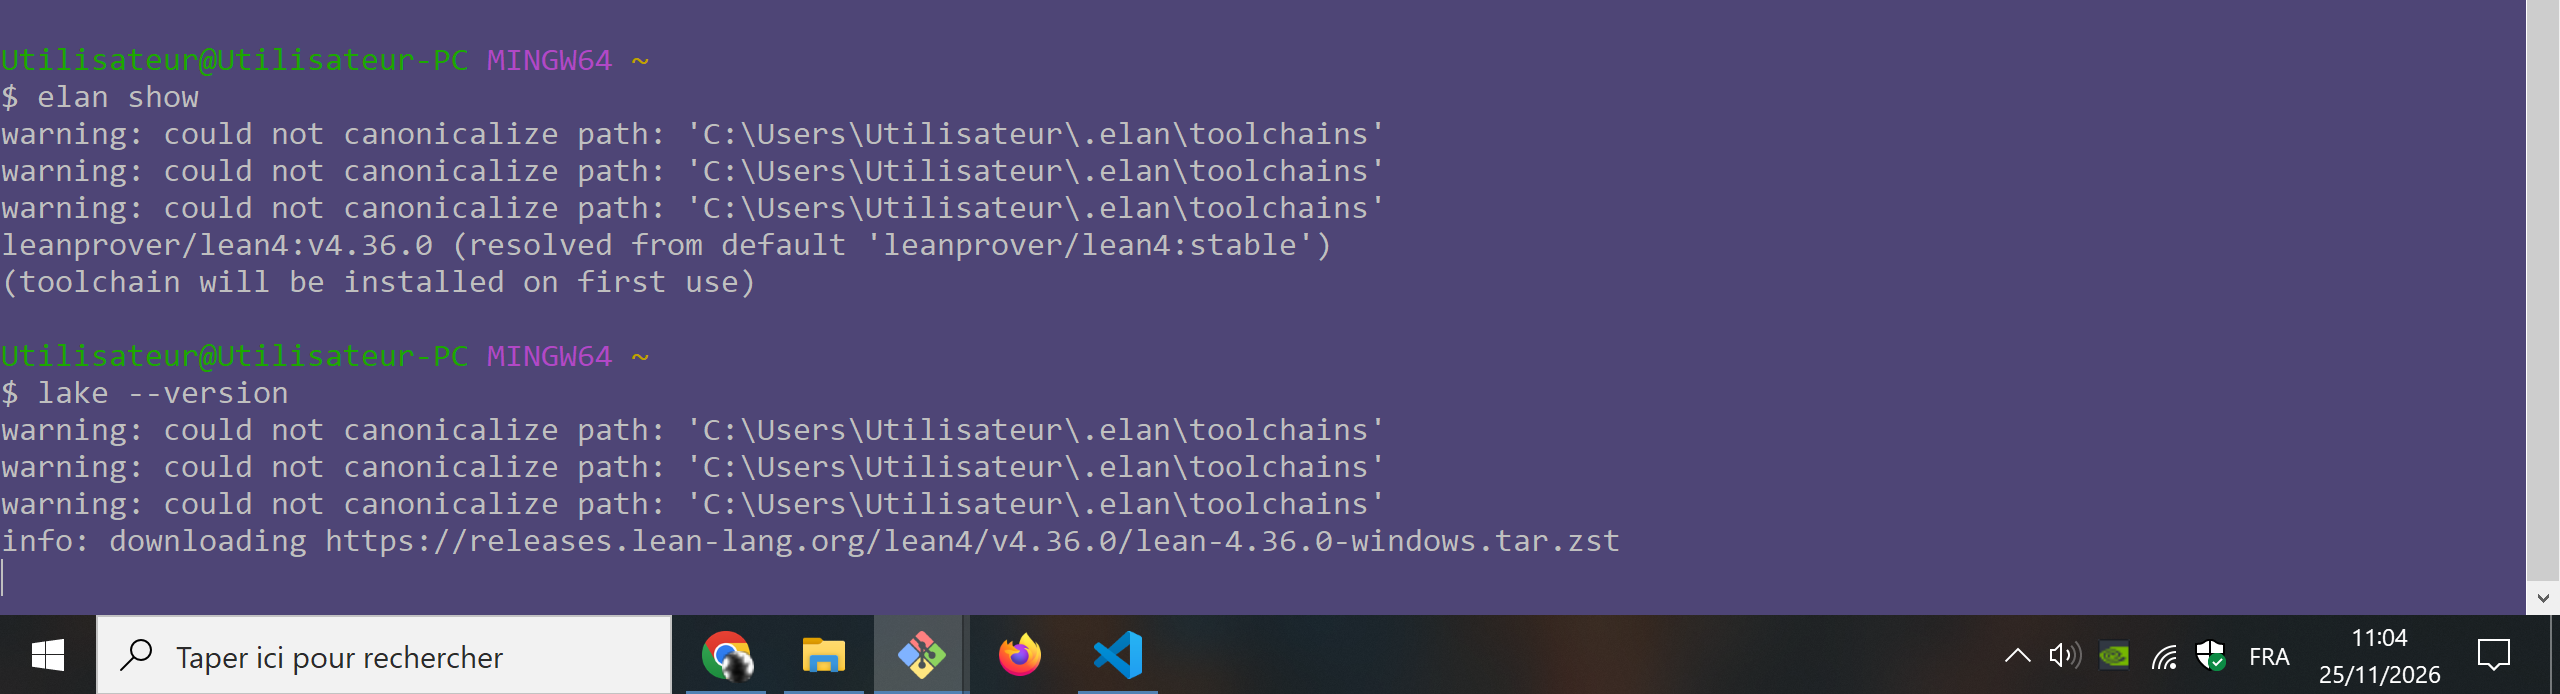 Utilisateur@Utilisateur-PC MINGW64 ~
$ elan show
warning: could not canonicalize path: 'C:\Users\Utilisateur\.elan\toolchains'
warning: could not canonicalize path: 'C:\Users\Utilisateur\.elan\toolchains'
warning: could not canonicalize path: 'C:\Users\Utilisateur\.elan\toolchains'
leanprover/lean4:v4.36.0 (resolved from default 'leanprover/lean4:stable')
(toolchain will be installed on first use)
Utilisateur@Utilisateur-PC MINGW64 ~
$ lake --version
warning: could not canonicalize path: 'C:\Users\Utilisateur\.elan\toolchains'
warning: could not canonicalize path: 'C:\Users\Utilisateur\.elan\toolchains'
warning: could not canonicalize path: 'C:\Users\Utilisateur\.elan\toolchains'
info: downloading https://releases.lean-lang.org/lean4/v4.36.0/lean-4.36.0-windows.tar.zst
Taper ici pour rechercher
FRA
11:04
25/11/2026